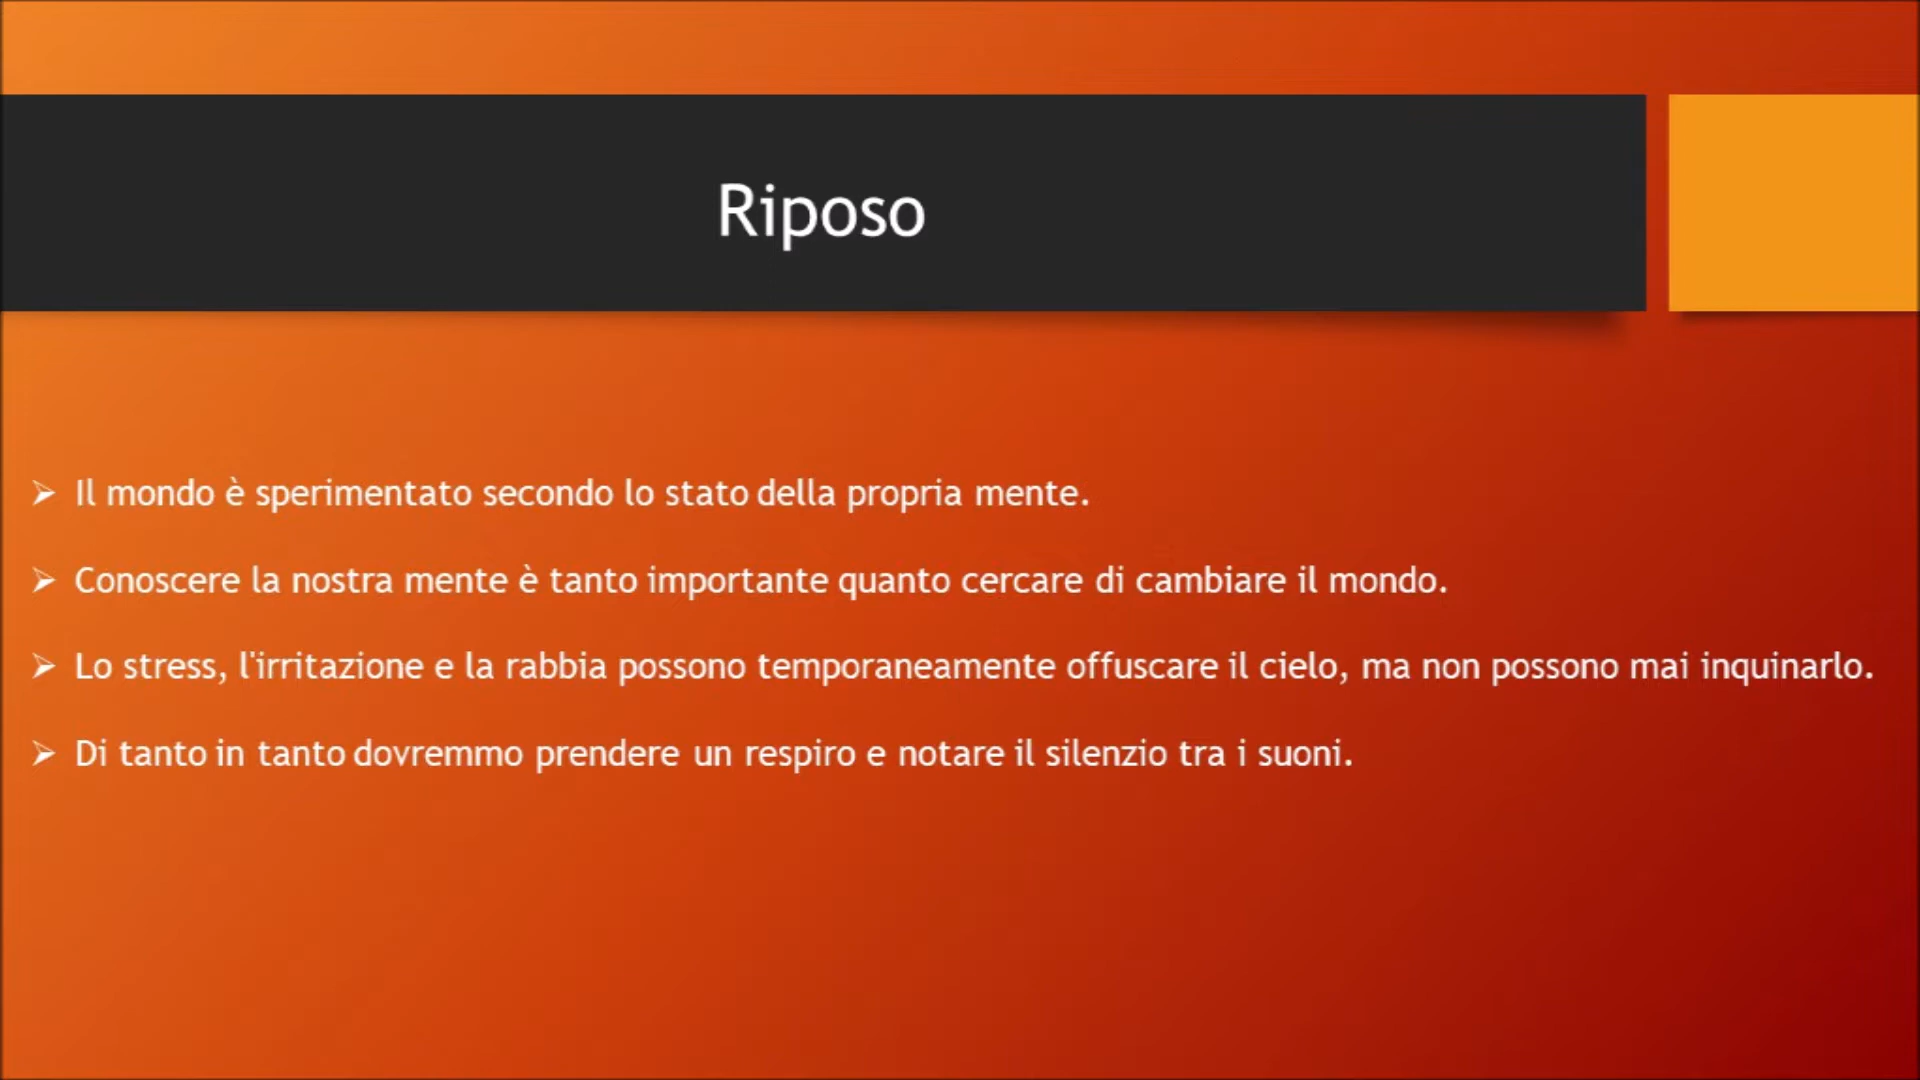 Riposo
Il mondo è sperimentato secondo lo stato della propria mente.
Conoscere la nostra mente è tanto importante quanto cercare di cambiare il mondo.
Lo stress, l'irritazione e la rabbia possono temporaneamente offuscare il cielo, ma non possono mai inquinarlo.
Di tanto in tanto dovremmo prendere un respiro e notare il silenzio tra i suoni.